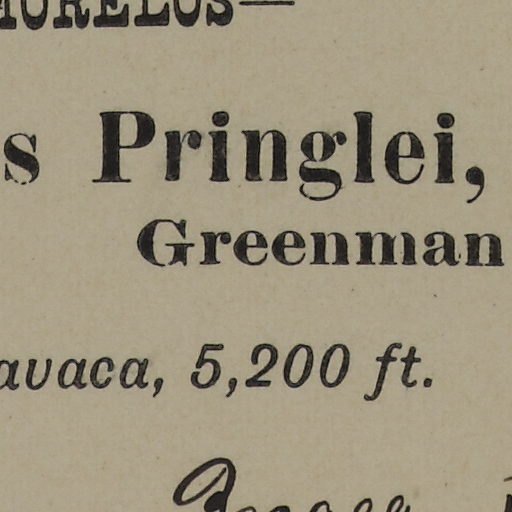 MORELOS—
s Pringlei,
Greenman
avaca, 5,200 ft.